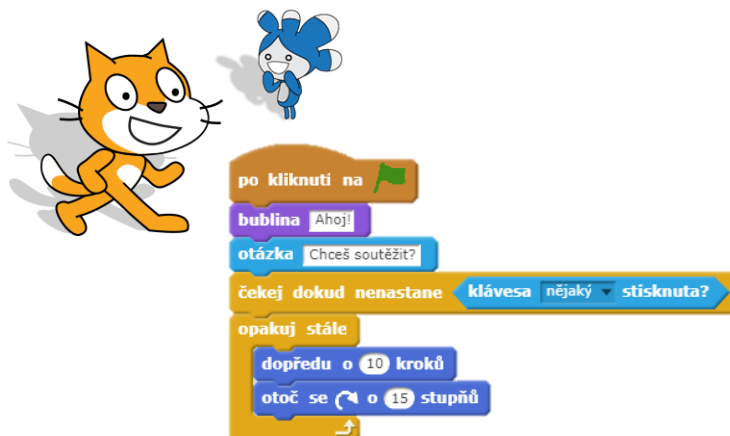 po kliknutí na
bublina Ahoj!
otázka Chceš soutěžit?
čekej dokud nenastane klávesa nějaký stisknuta?
opakuj stále
dopředu o 10 kroků
otoč se o 15 stupňů